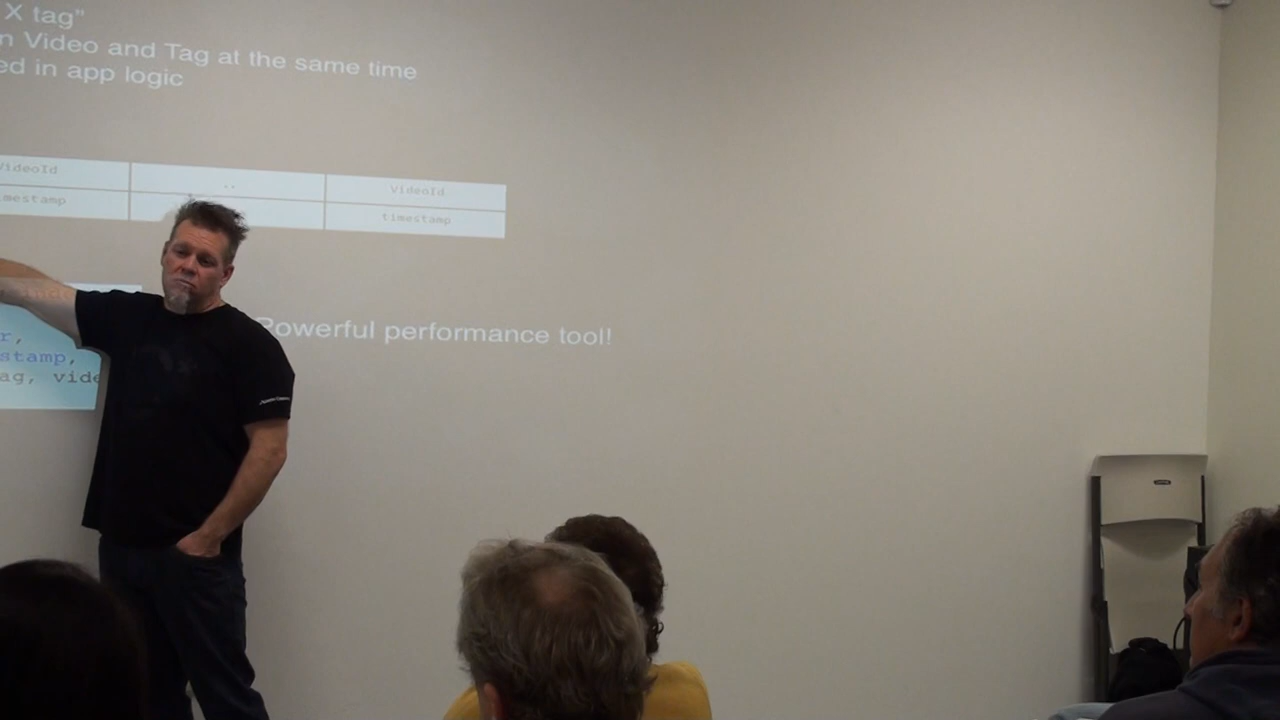 X tag"
n Video and Tag at the same time
ed in app logic
VideoId .. VideoId
timestamp timestamp
index
r,
stamp,
ag, vide
Powerful performance tool!